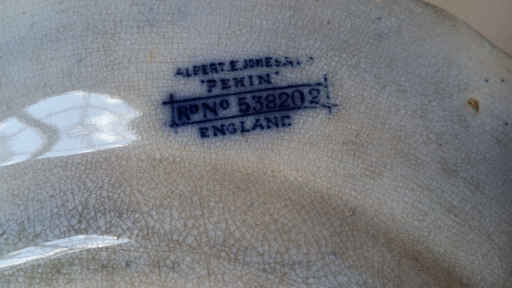 ALBERT.E.JONES
"PEKIN"
RD No 538202
ENGLAND